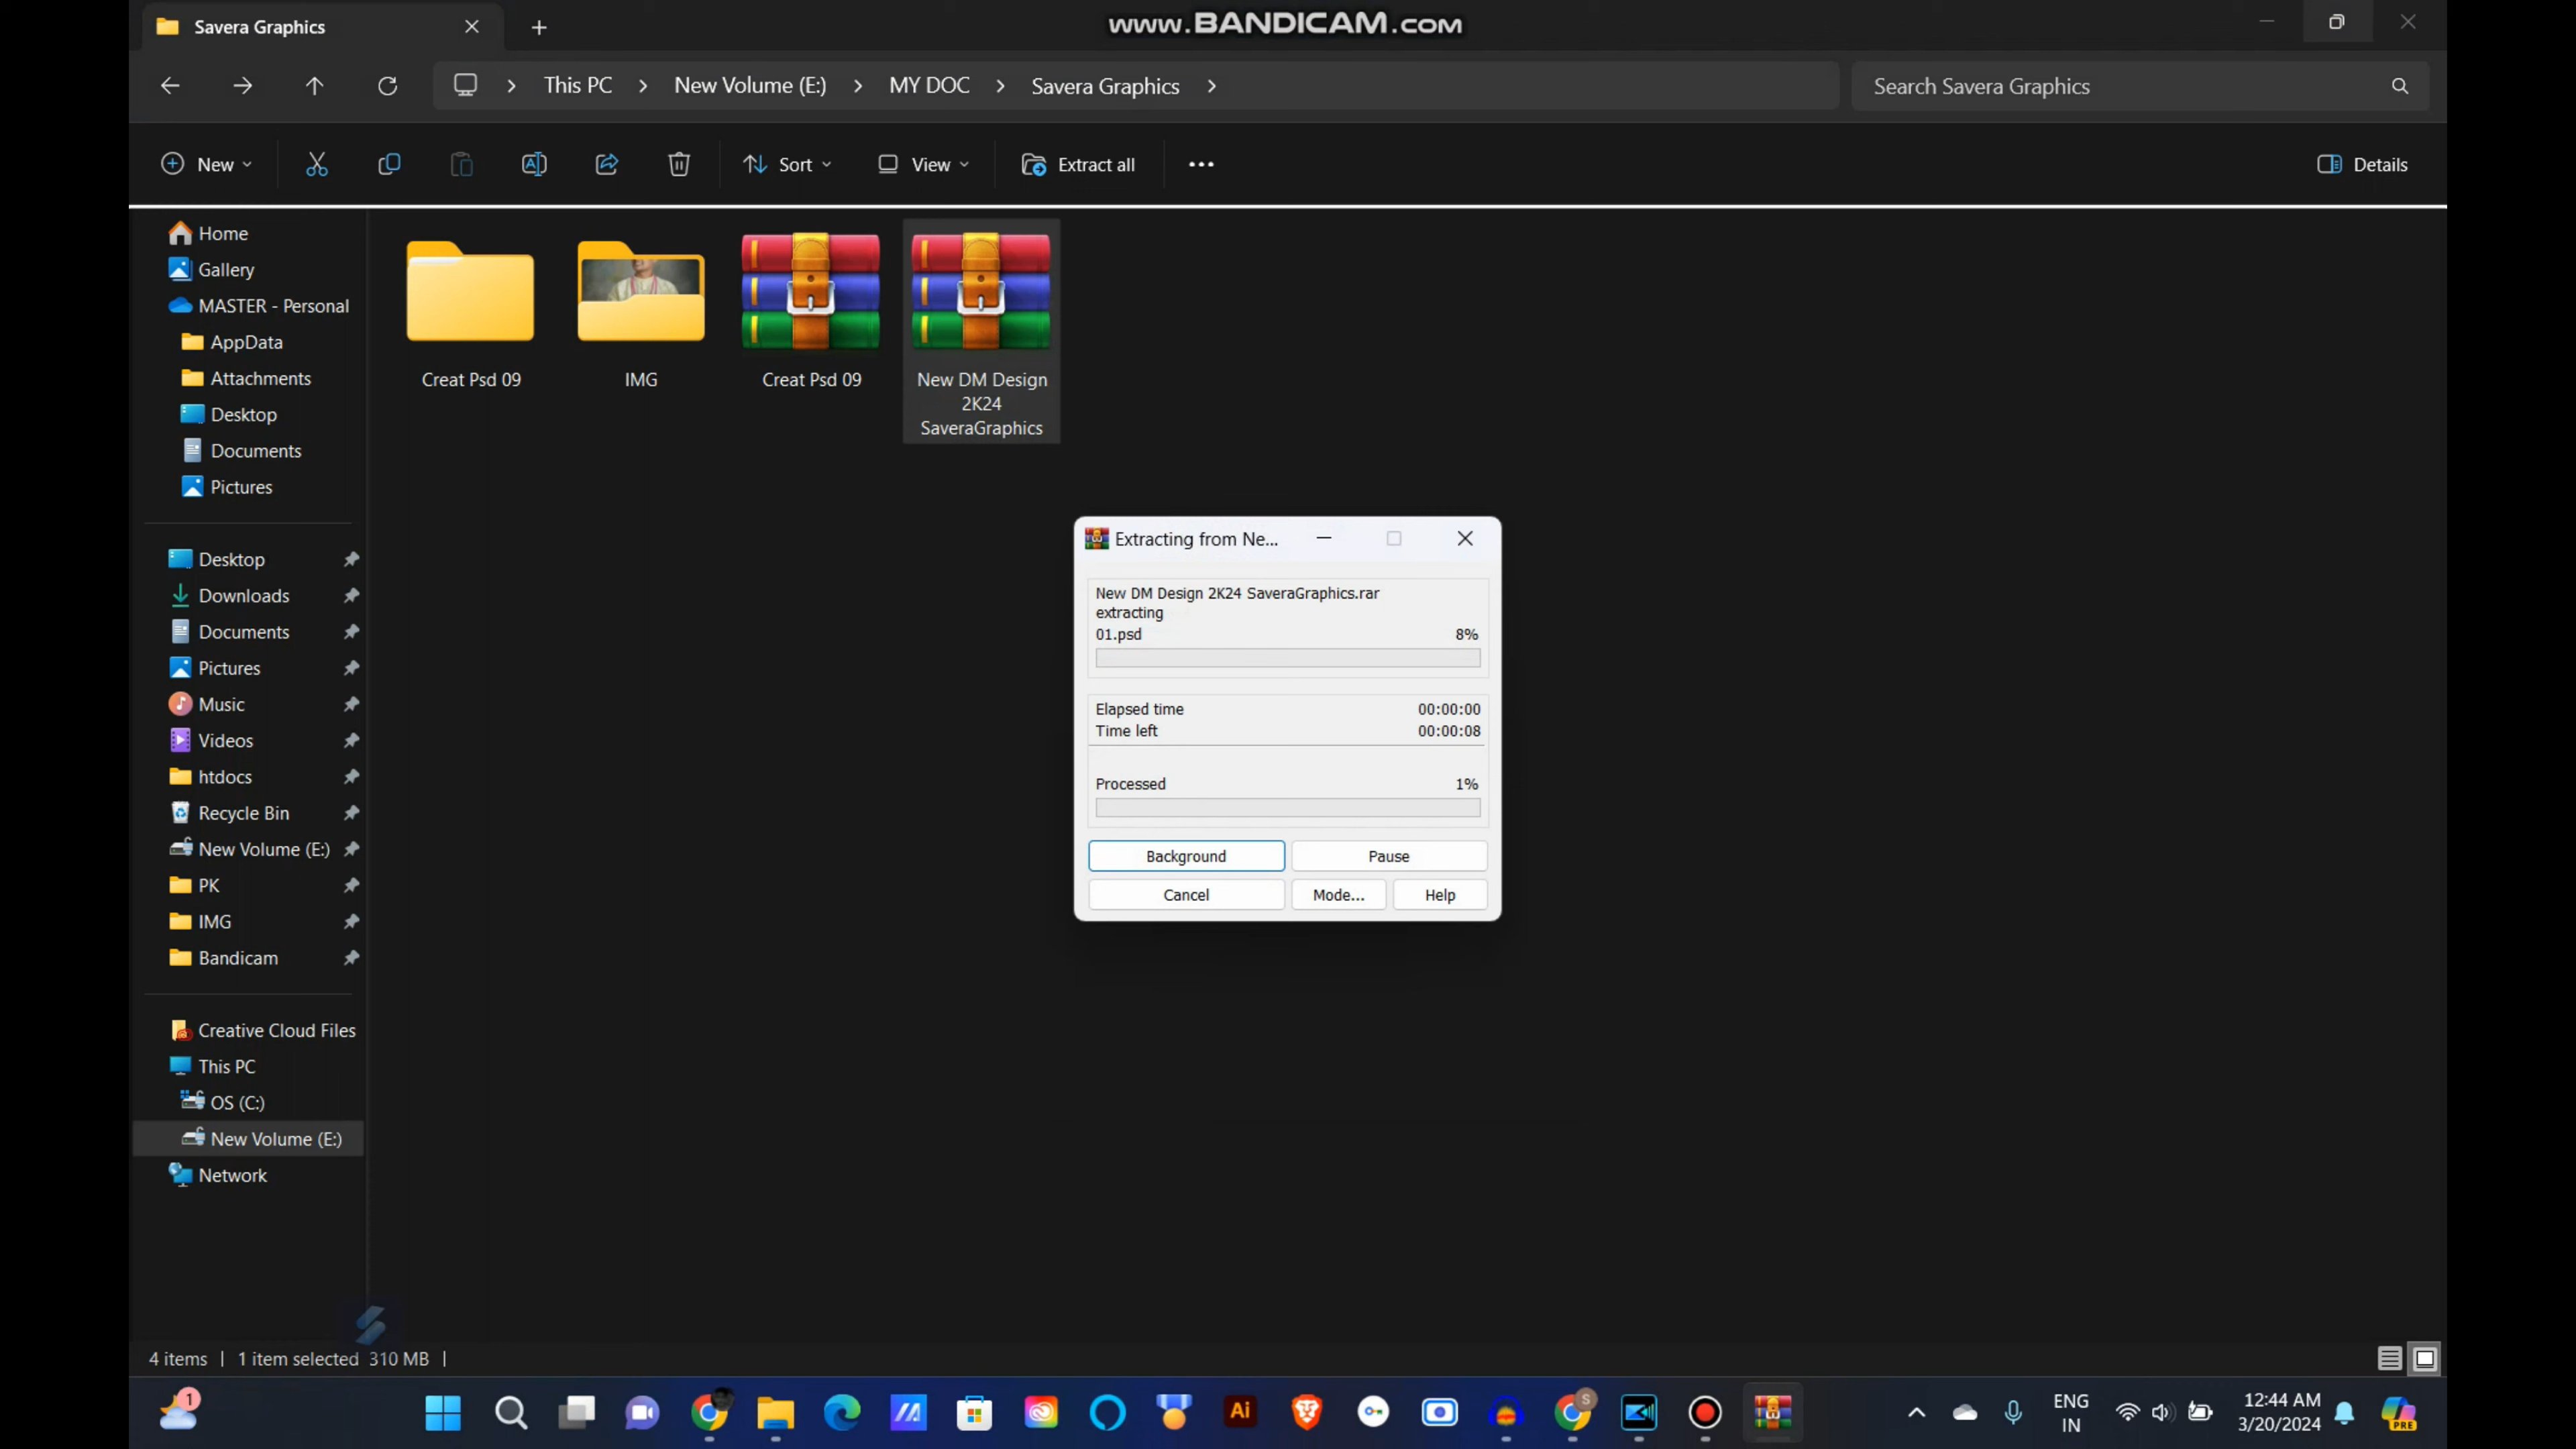 Savera Graphics
www.BANDICAM.com
This PC
New Volume (E:)
MY DOC
Savera Graphics
Search Savera Graphics
New
Sort
View
Extract all
Details
Home
Gallery
MASTER - Personal
AppData
Attachments
Desktop
Documents
Pictures
Desktop
Downloads
Documents
Pictures
Music
Videos
htdocs
Recycle Bin
New Volume (E:)
PK
IMG
Bandicam
Creative Cloud Files
This PC
OS (C:)
New Volume (E:)
Network
Creat Psd 09
IMG
Creat Psd 09
New DM Design
2K24
SaveraGraphics
Extracting from Ne...
New DM Design 2K24 SaveraGraphics.rar
extracting
01.psd 8%
Elapsed time 00:00:00
Time left 00:00:08
Processed 1%
Background
Pause
Cancel
Mode...
Help
4 items
1 item selected 310 MB
1
Ai
S
ENG
IN
12:44 AM
3/20/2024
PRE